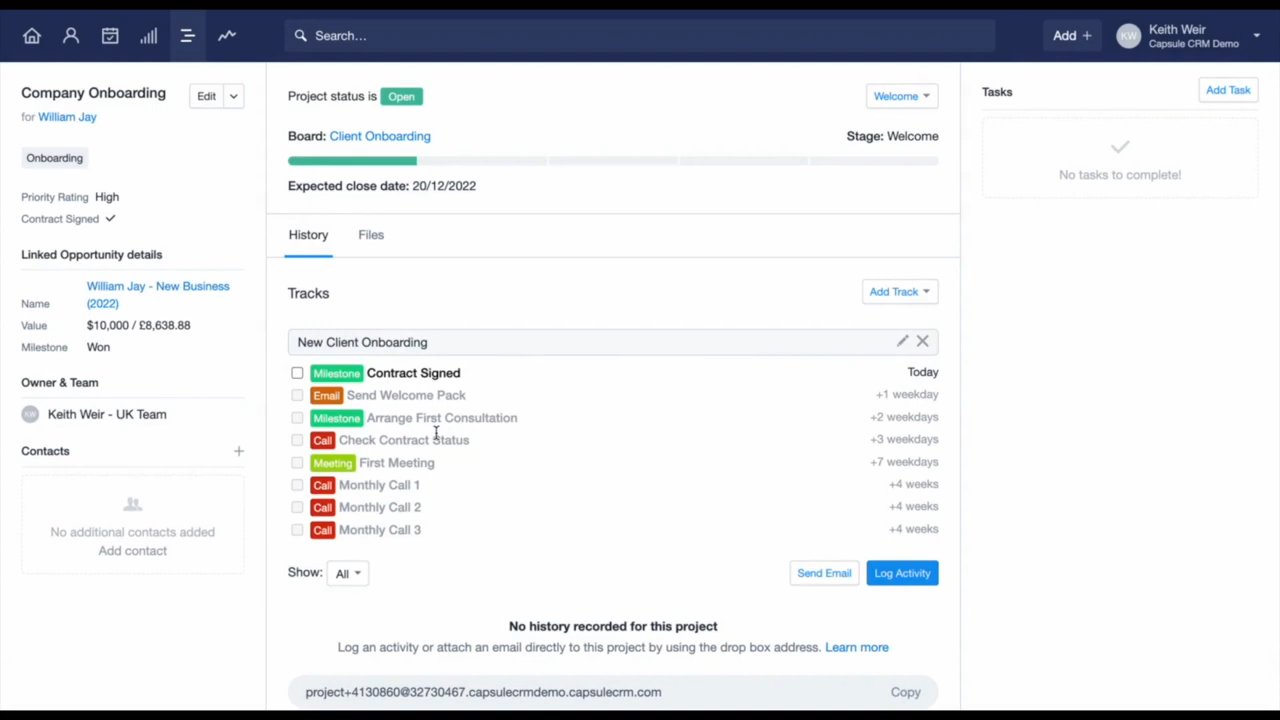 Search...
Add +
KW
Keith Weir
Capsule CRM Demo
Company Onboarding
Edit
for William Jay
Onboarding
Priority Rating High
Contract Signed
Linked Opportunity details
Name William Jay - New Business
(2022)
Value $10,000 / £8,638.88
Milestone Won
Owner & Team
KW Keith Weir - UK Team
Contacts +
No additional contacts added
Add contact
Project status is Open
Welcome
Board: Client Onboarding
Stage: Welcome
Expected close date: 20/12/2022
History Files
Tracks
Add Track
New Client Onboarding
Milestone Contract Signed Today
Email Send Welcome Pack +1 weekday
Milestone Arrange First Consultation +2 weekdays
Call Check Contract Status +3 weekdays
Meeting First Meeting +7 weekdays
Call Monthly Call 1 +4 weeks
Call Monthly Call 2 +4 weeks
Call Monthly Call 3 +4 weeks
Show: All
Send Email
Log Activity
No history recorded for this project
Log an activity or attach an email directly to this project by using the drop box address. Learn more
project+4130860@32730467.capsulecrmdemo.capsulecrm.com Copy
Tasks
Add Task
No tasks to complete!